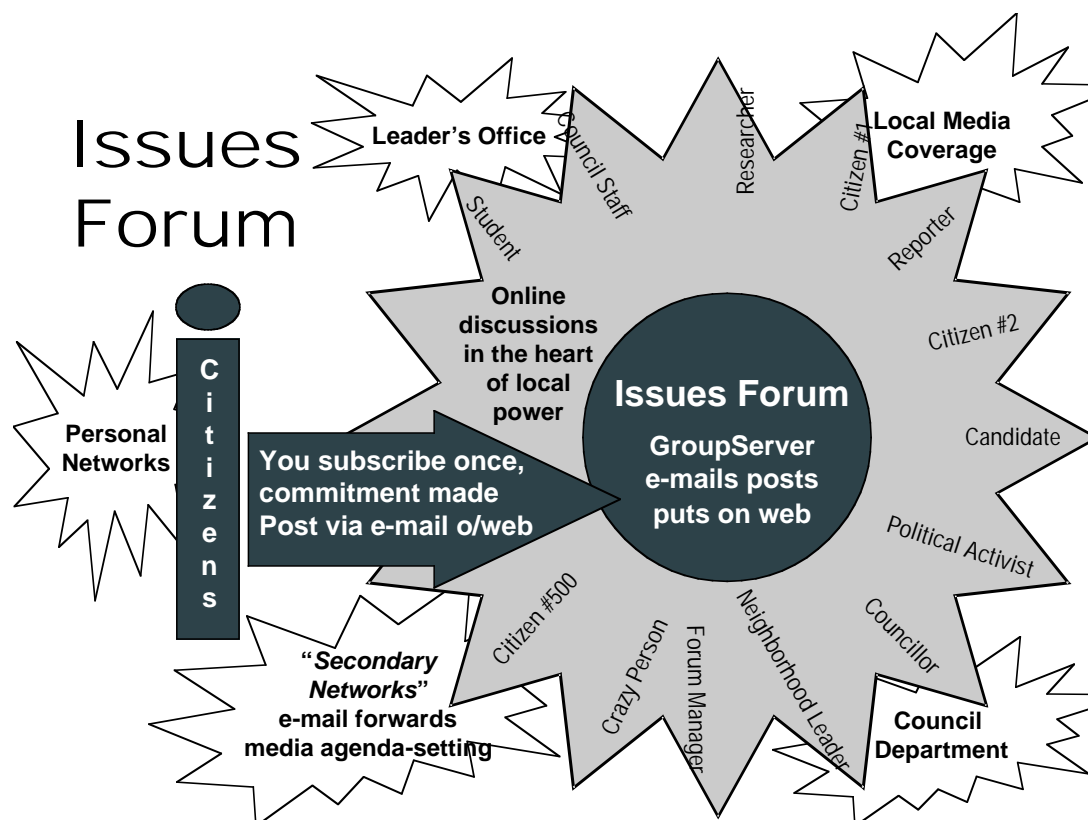 Issues
Forum
Leader's Office
Local Media
Coverage
Student
Council Staff
Researcher
Citizen #1
Reporter
Citizen #2
Candidate
Political Activist
Councillor
Neighborhood Leader
Forum Manager
Crazy Person
Citizen #500
Online
discussions
in the heart
of local
power
Issues Forum
GroupServer
e-mails posts
puts on web
Citizens
Personal
Networks
You subscribe once,
commitment made
Post via e-mail o/web
“Secondary
Networks”
e-mail forwards
media agenda-setting
Council
Department